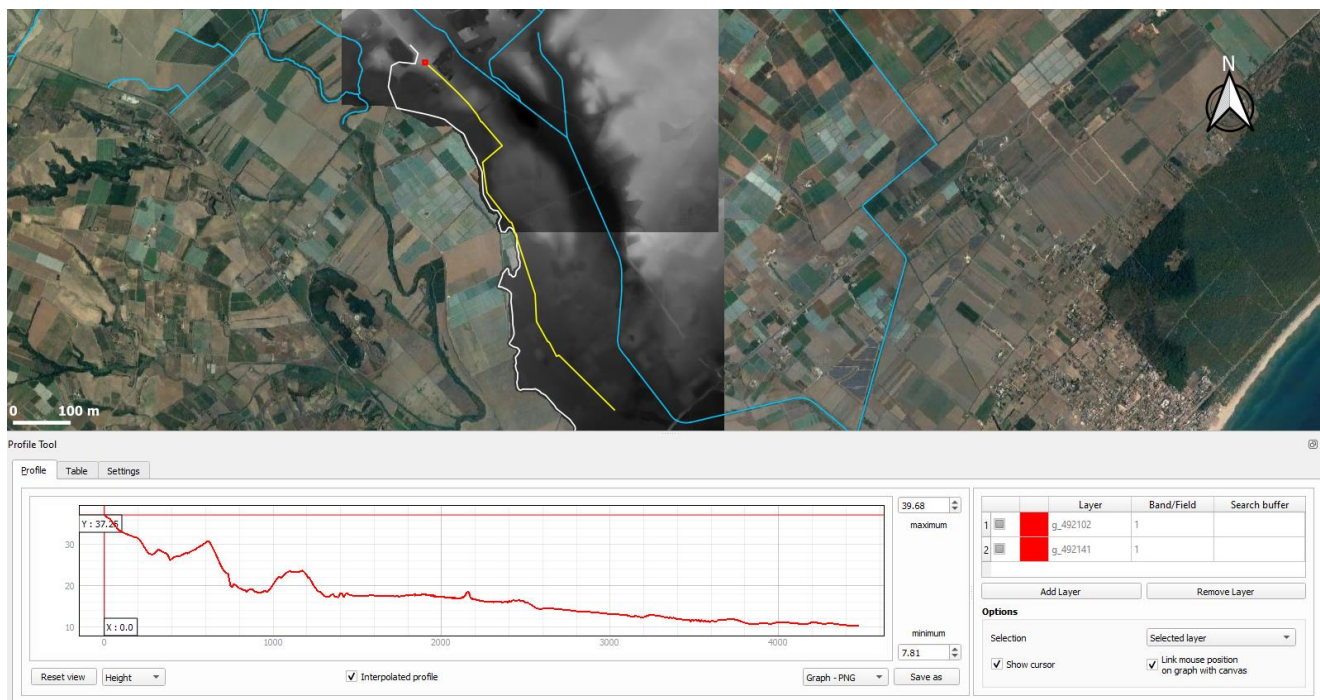 N
0 100 m
Profile Tool
Profile Table Settings
Y : 37.25
30
20
10
X : 0.0
0 1000 2000 3000 4000
39.68
maximum
minimum
7.81
Reset view Height Interpolated profile Graph - PNG Save as
Layer Band/Field Search buffer
1 g_492102 1
2 g_492141 1
Add Layer Remove Layer
Options
Selection Selected layer
Show cursor Link mouse position
on graph with canvas